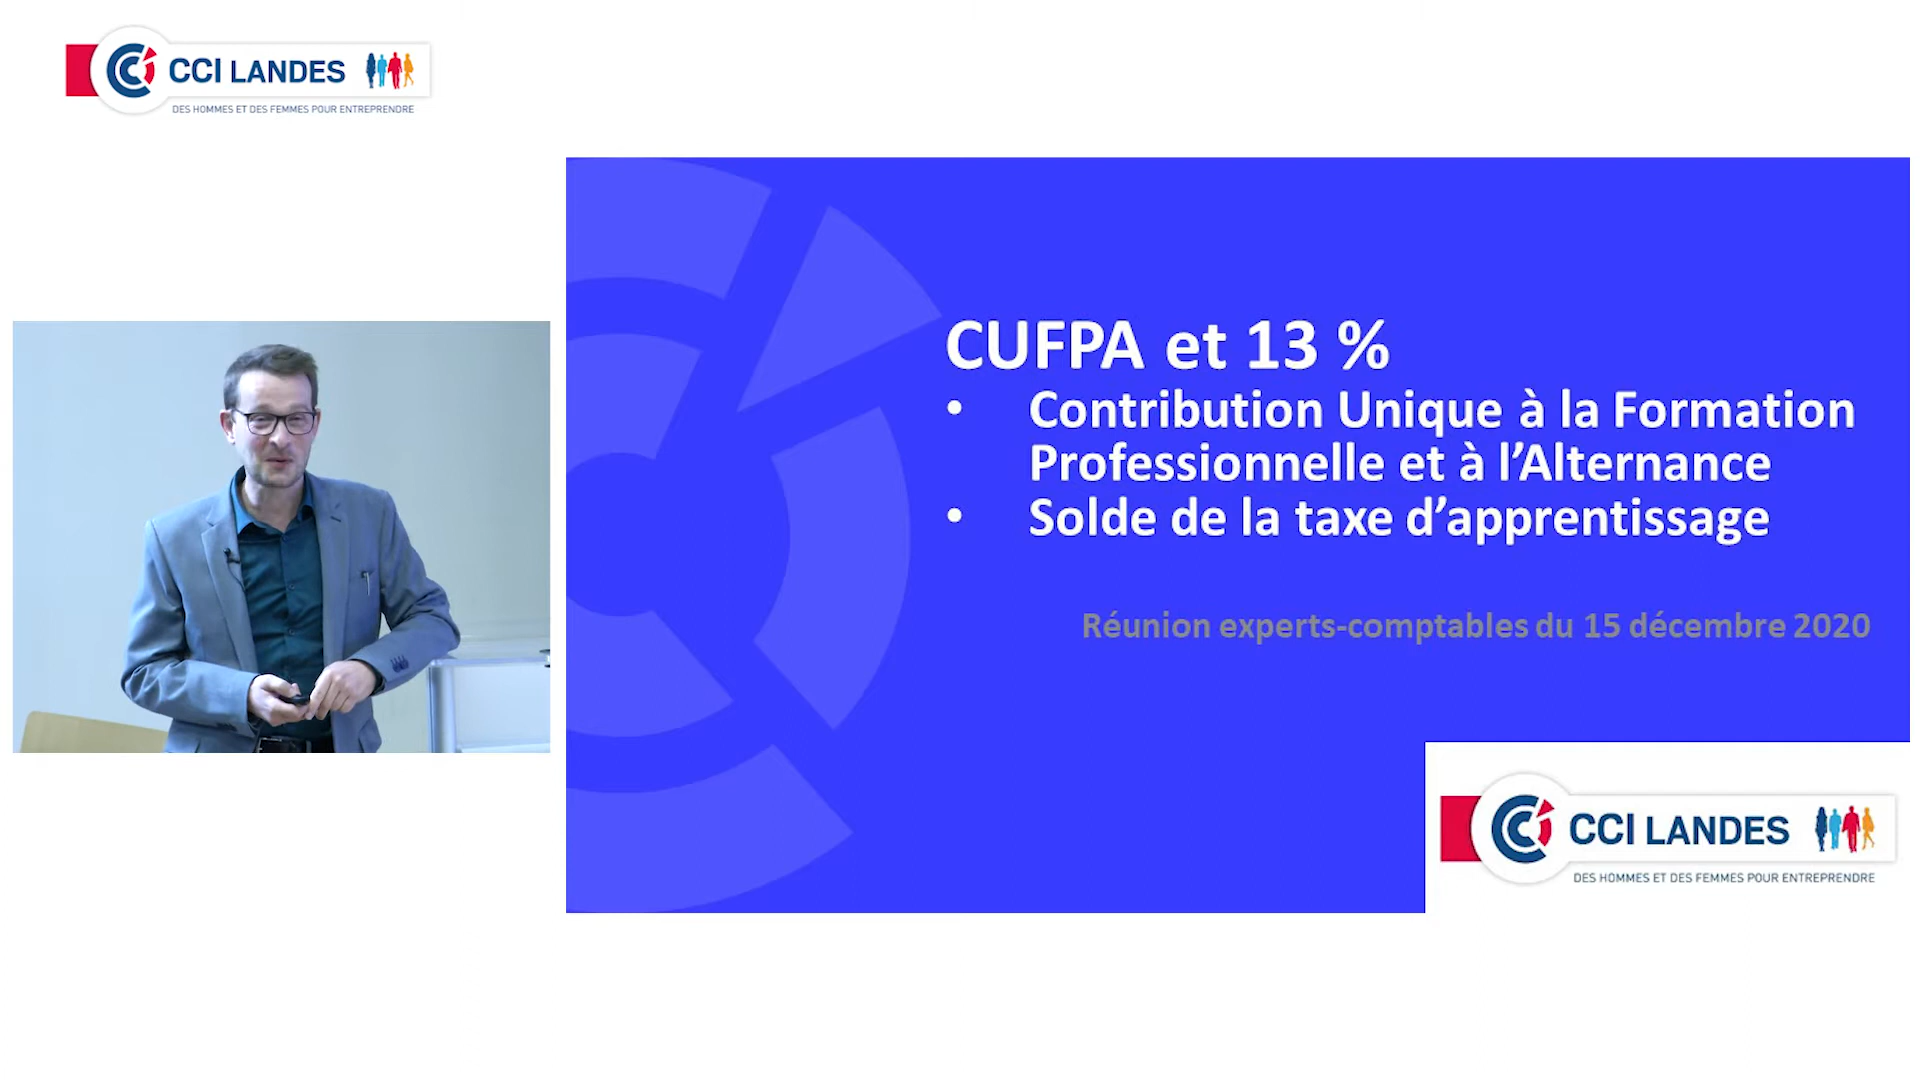 CCI LANDES
DES HOMMES ET DES FEMMES POUR ENTREPRENDRE
CUFPA et 13 %
• Contribution Unique à la Formation
Professionnelle et à l’Alternance
• Solde de la taxe d’apprentissage
Réunion experts-comptables du 15 décembre 2020
CCI LANDES
DES HOMMES ET DES FEMMES POUR ENTREPRENDRE